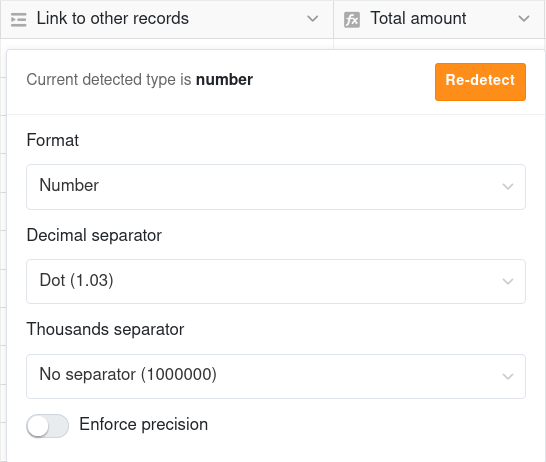 Link to other records
fx Total amount
Current detected type is number
Re-detect
Format
Number
Decimal separator
Dot (1.03)
Thousands separator
No separator (1000000)
Enforce precision